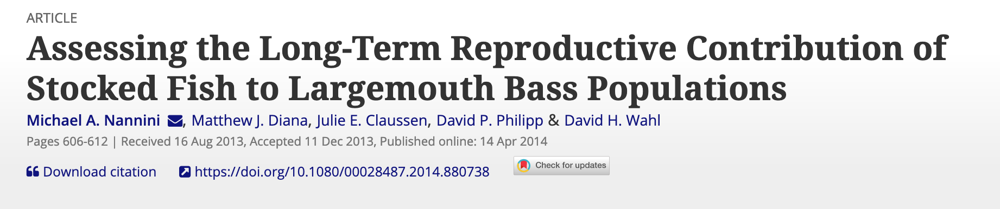 ARTICLE
Assessing the Long-Term Reproductive Contribution of
Stocked Fish to Largemouth Bass Populations
Michael A. Nannini , Matthew J. Diana, Julie E. Claussen, David P. Philipp & David H. Wahl
Pages 606-612 | Received 16 Aug 2013, Accepted 11 Dec 2013, Published online: 14 Apr 2014
Download citation https://doi.org/10.1080/00028487.2014.880738 Check for updates